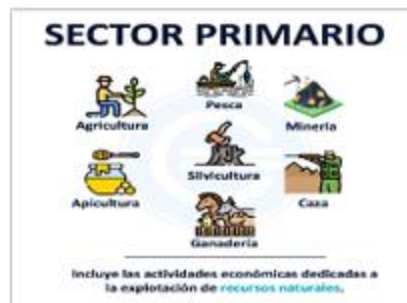 SECTOR PRIMARIO
Pesca
Agricultura
Minería
Silvicultura
Apicultura
Caza
Ganadería
Incluye las actividades económicas dedicadas a
la explotación de recursos naturales.